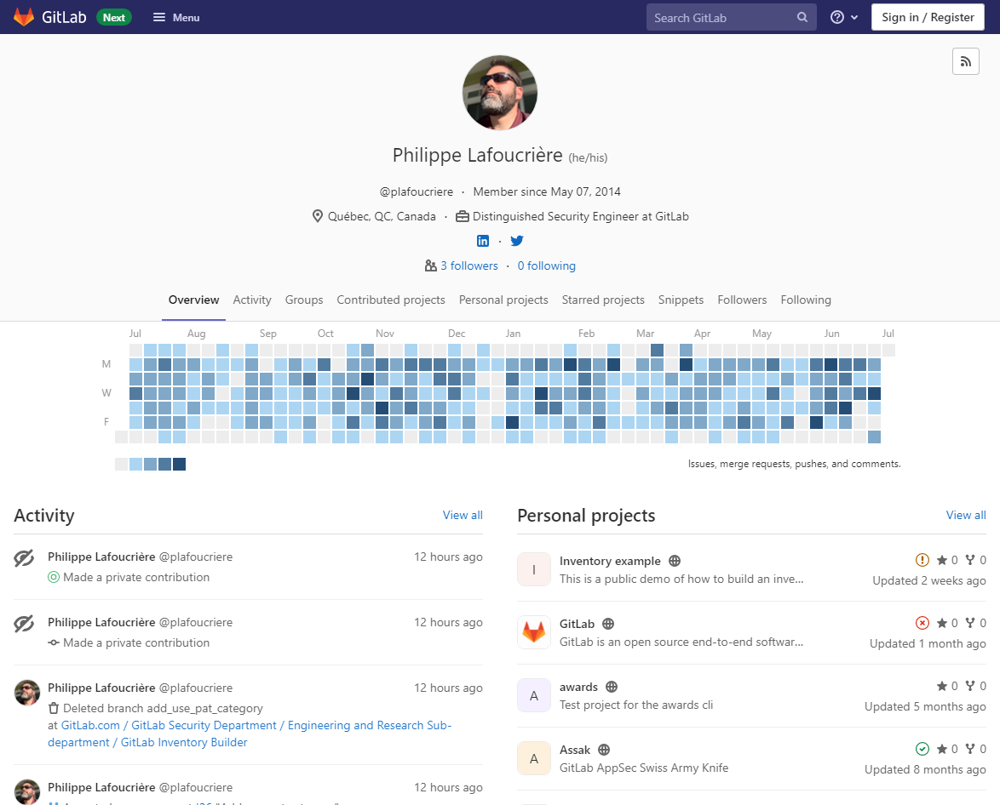 GitLab Next Menu Search GitLab Sign in / Register
Philippe Lafoucrière (he/his)
@plafoucriere · Member since May 07, 2014
Québec, QC, Canada · Distinguished Security Engineer at GitLab
in ·
3 followers · 0 following
Overview Activity Groups Contributed projects Personal projects Starred projects Snippets Followers Following
Jul Aug Sep Oct Nov Dec Jan Feb Mar Apr May Jun Jul
M
W
F
Issues, merge requests, pushes, and comments.
Activity View all
Philippe Lafoucrière @plafoucriere 12 hours ago
Made a private contribution
Philippe Lafoucrière @plafoucriere 12 hours ago
Made a private contribution
Philippe Lafoucrière @plafoucriere 12 hours ago
Deleted branch add_use_pat_category
at GitLab.com / GitLab Security Department / Engineering and Research Sub-
department / GitLab Inventory Builder
Philippe Lafoucrière @plafoucriere 12 hours ago
Personal projects View all
I Inventory example 0 0
This is a public demo of how to build an inve... Updated 2 weeks ago
GitLab 0 0
GitLab is an open source end-to-end softwar... Updated 1 month ago
A awards 0 0
Test project for the awards cli Updated 5 months ago
A Assak 0 0
GitLab AppSec Swiss Army Knife Updated 8 months ago